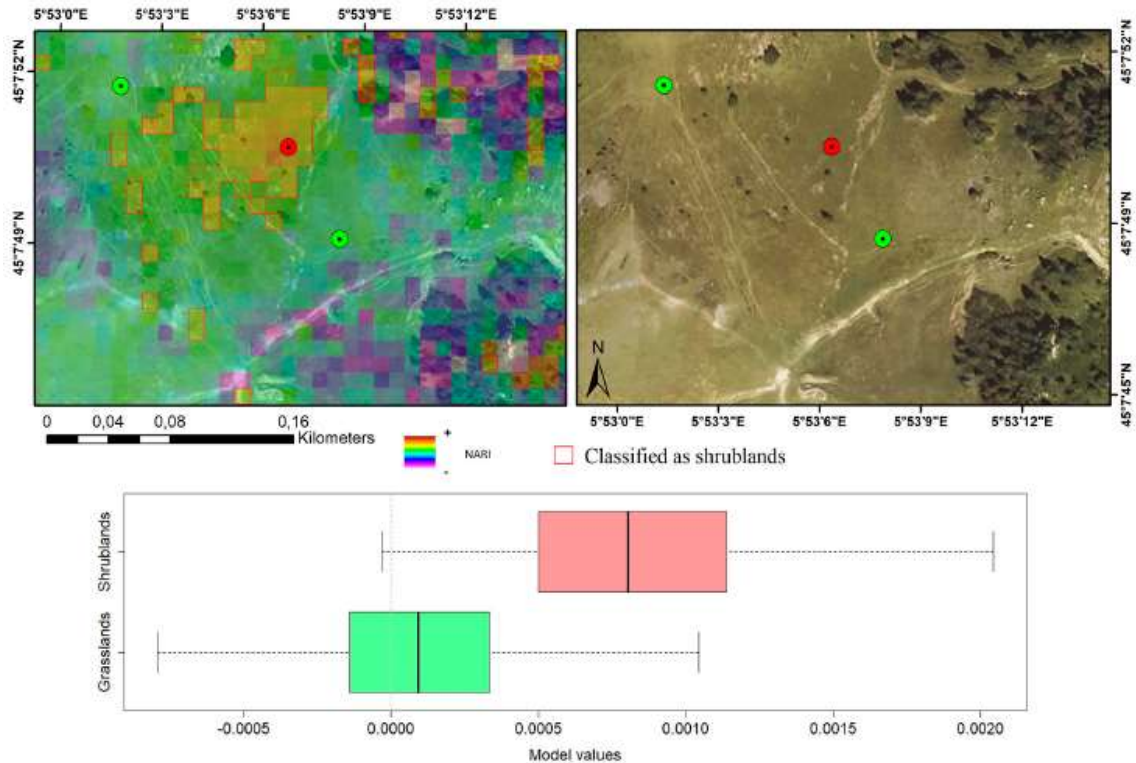 5°53'0"E 5°53'3"E 5°53'6"E 5°53'9"E 5°53'12"E
45°7'52"N
45°7'49"N
45°7'52"N
45°7'49"N
45°7'45"N
N
5°53'0"E 5°53'3"E 5°53'6"E 5°53'9"E 5°53'12"E
0 0,04 0,08 0,16
Kilometers
+
-
NARI
Classified as shrublands
Shrublands
Grasslands
-0.0005 0.0000 0.0005 0.0010 0.0015 0.0020
Model values